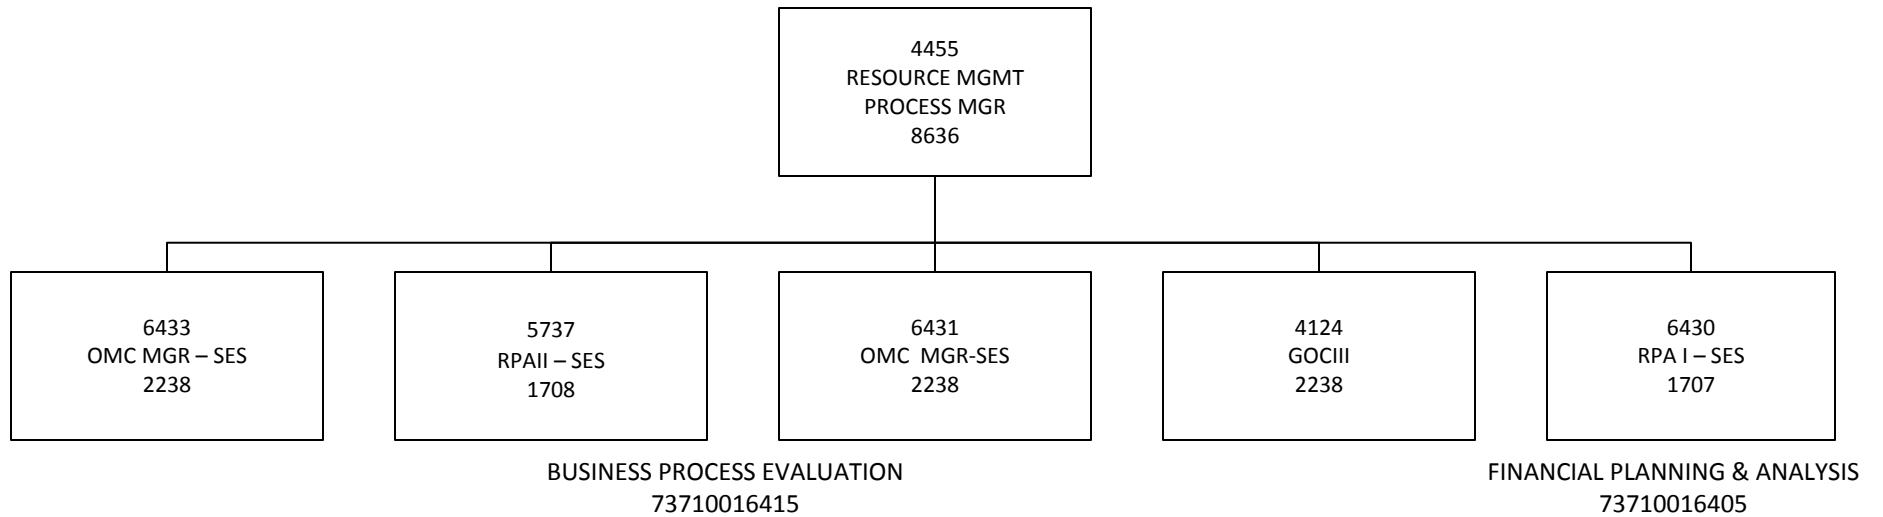 4455
RESOURCE MGMT
PROCESS MGR
8636
6433
OMC MGR – SES
2238
5737
RPAII – SES
1708
6431
OMC  MGR-SES
2238
4124
GOCIII
2238
6430
RPA I – SES
1707
BUSINESS PROCESS EVALUATION
73710016415
FINANCIAL PLANNING & ANALYSIS
73710016405